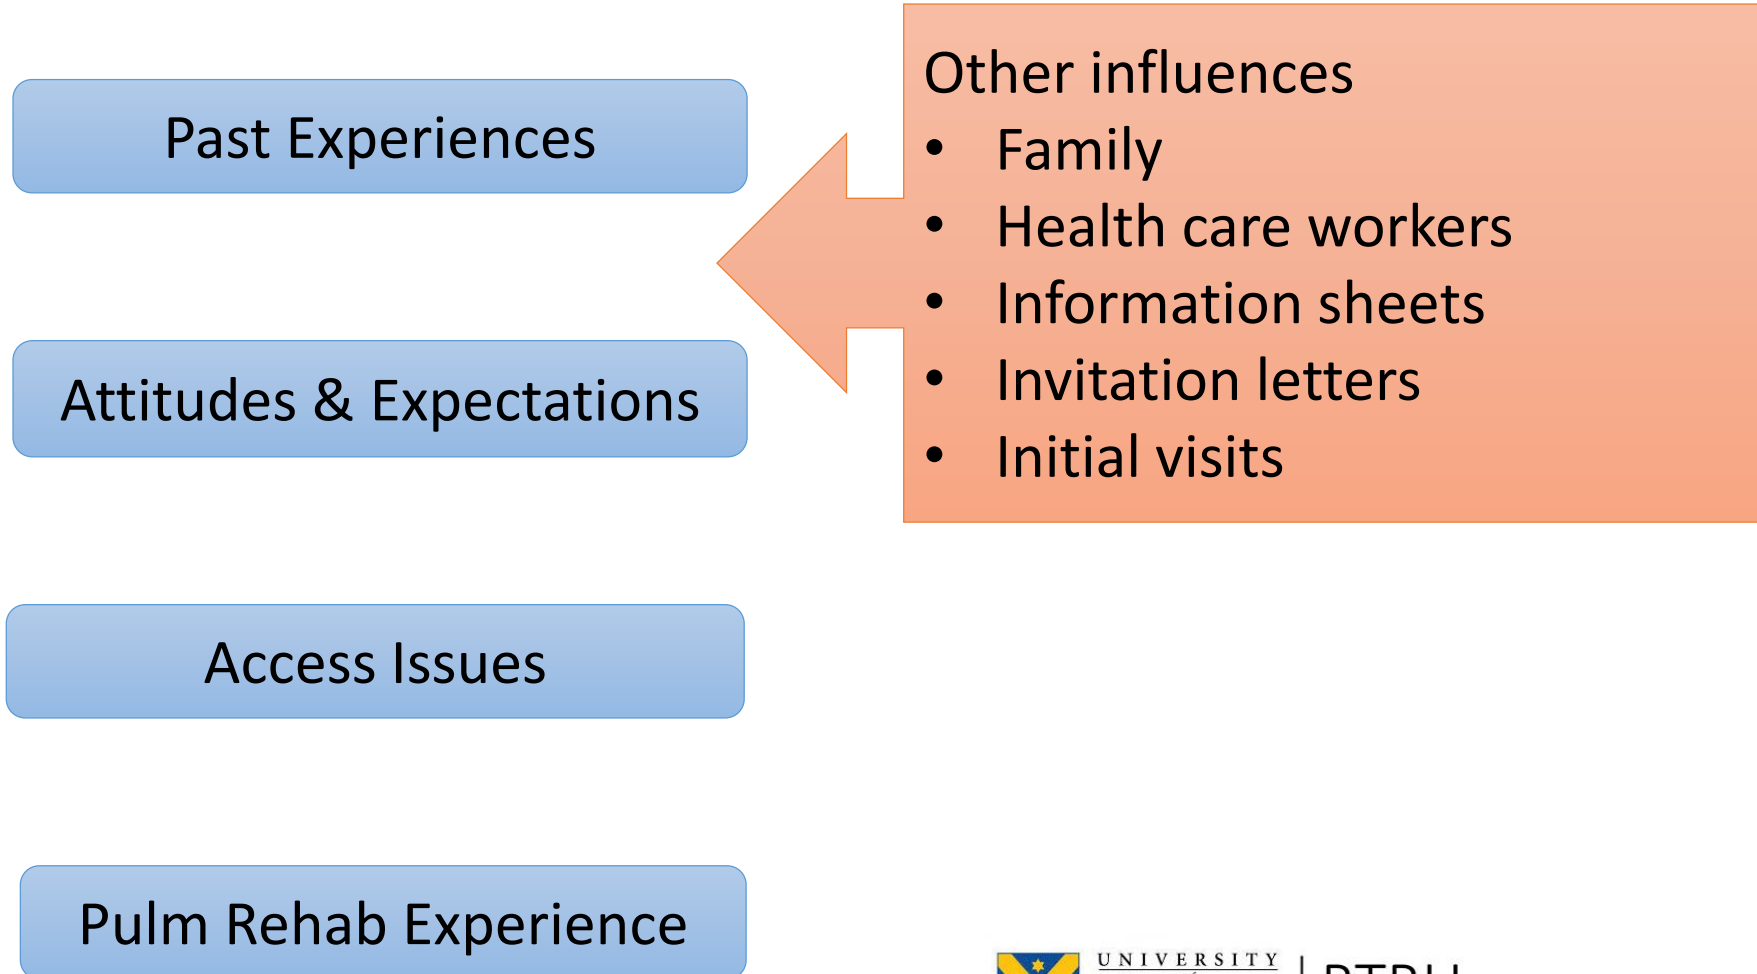 Past Experiences
Attitudes & Expectations
Access Issues
Pulm Rehab Experience
Other influences
• Family
• Health care workers
• Information sheets
• Invitation letters
• Initial visits
UNIVERSITY